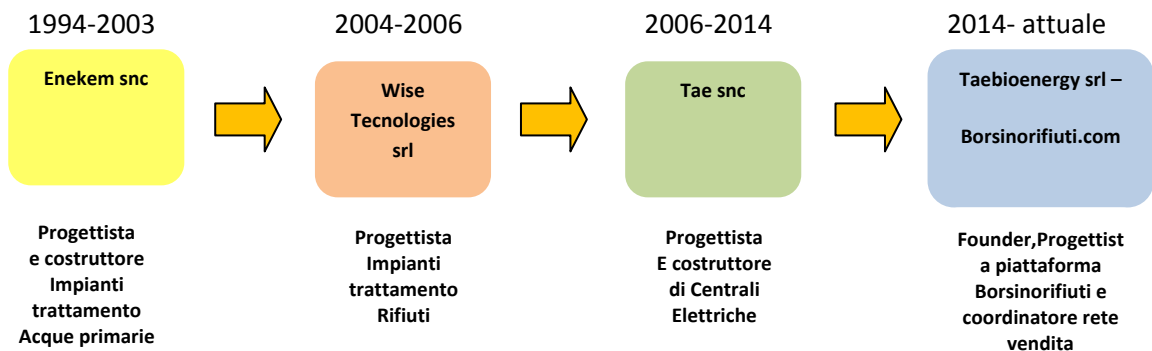 1994-2003
Enekem snc
Progettista
e costruttore
Impianti
trattamento
Acque primarie
2004-2006
Wise
Tecnologies
srl
Progettista
Impianti
trattamento
Rifiuti
2006-2014
Tae snc
Progettista
E costruttore
di Centrali
Elettriche
2014- attuale
Taebioenergy srl –
Borsinorifiuti.com
Founder,Progettist
a piattaforma
Borsinorifiuti e
coordinatore rete
vendita